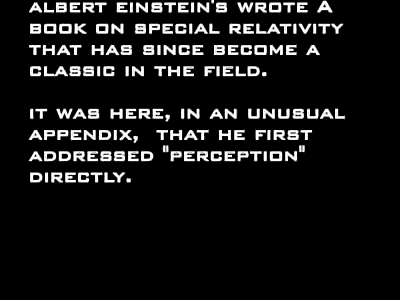 ALBERT EINSTEIN'S WROTE A
BOOK ON SPECIAL RELATIVITY
THAT HAS SINCE BECOME A
CLASSIC IN THE FIELD.
IT WAS HERE, IN AN UNUSUAL
APPENDIX,  THAT HE FIRST
ADDRESSED "PERCEPTION"
DIRECTLY.